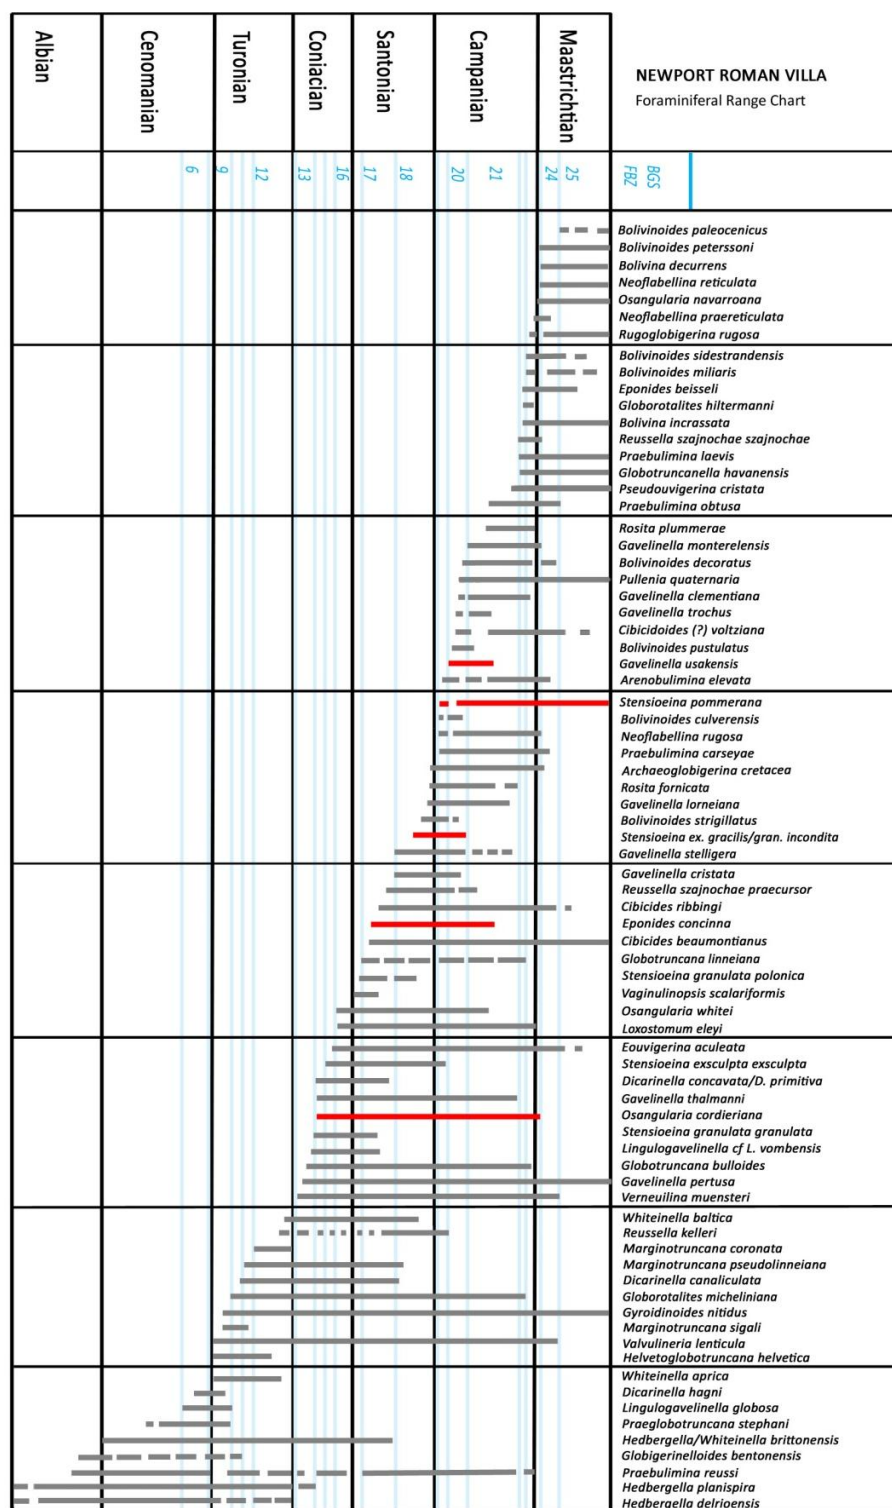 NEWPORT ROMAN VILLA
Foraminiferal Range Chart
Albian
Cenomanian
Turonian
Coniacian
Santonian
Campanian
Maastrichtian
6
9
12
13
16
17
18
20
21
24
25
BGS
FBZ
Bolivinoides paleocenicus
Bolivinoides peterssoni
Bolivina decurrens
Neoflabellina reticulata
Osangularia navarroana
Neoflabellina praereticulata
Rugoglobigerina rugosa
Bolivinoides sidestrandensis
Bolivinoides miliaris
Eponides beisseli
Globorotalites hiltermanni
Bolivina incrassata
Reussella szajnochae szajnochae
Praebulimina laevis
Globotruncanella havanensis
Pseudouvigerina cristata
Praebulimina obtusa
Rosita plummerae
Gavelinella monterelensis
Bolivinoides decoratus
Pullenia quaternaria
Gavelinella clementiana
Gavelinella trochus
Cibicidoides (?) voltziana
Bolivinoides pustulatus
Gavelinella usakensis
Arenobulimina elevata
Stensioeina pommerana
Bolivinoides culverensis
Neoflabellina rugosa
Praebulimina carseyae
Archaeoglobigerina cretacea
Rosita fornicata
Gavelinella lorneiana
Bolivinoides strigillatus
Stensioeina ex. gracilis/gran. incondita
Gavelinella stelligera
Gavelinella cristata
Reussella szajnochae praecursor
Cibicides ribbingi
Eponides concinna
Cibicides beaumontianus
Globotruncana linneiana
Stensioeina granulata polonica
Vaginulinopsis scalariformis
Osangularia whitei
Loxostomum eleyi
Eouvigerina aculeata
Stensioeina exsculpta exsculpta
Dicarinella concavata/D. primitiva
Gavelinella thalmanni
Osangularia cordieriana
Stensioeina granulata granulata
Lingulogavelinella cf L. vombensis
Globotruncana bulloides
Gavelinella pertusa
Verneuilina muensteri
Whiteinella baltica
Reussella kelleri
Marginotruncana coronata
Marginotruncana pseudolinneiana
Dicarinella canaliculata
Globorotalites micheliniana
Gyroidinoides nitidus
Marginotruncana sigali
Valvulineria lenticula
Helvetoglobotruncana helvetica
Whiteinella aprica
Dicarinella hagni
Lingulogavelinella globosa
Praeglobotruncana stephani
Hedbergella/Whiteinella brittonensis
Globigerinelloides bentonensis
Praebulimina reussi
Hedbergella planispira
Hedbergella delrioensis